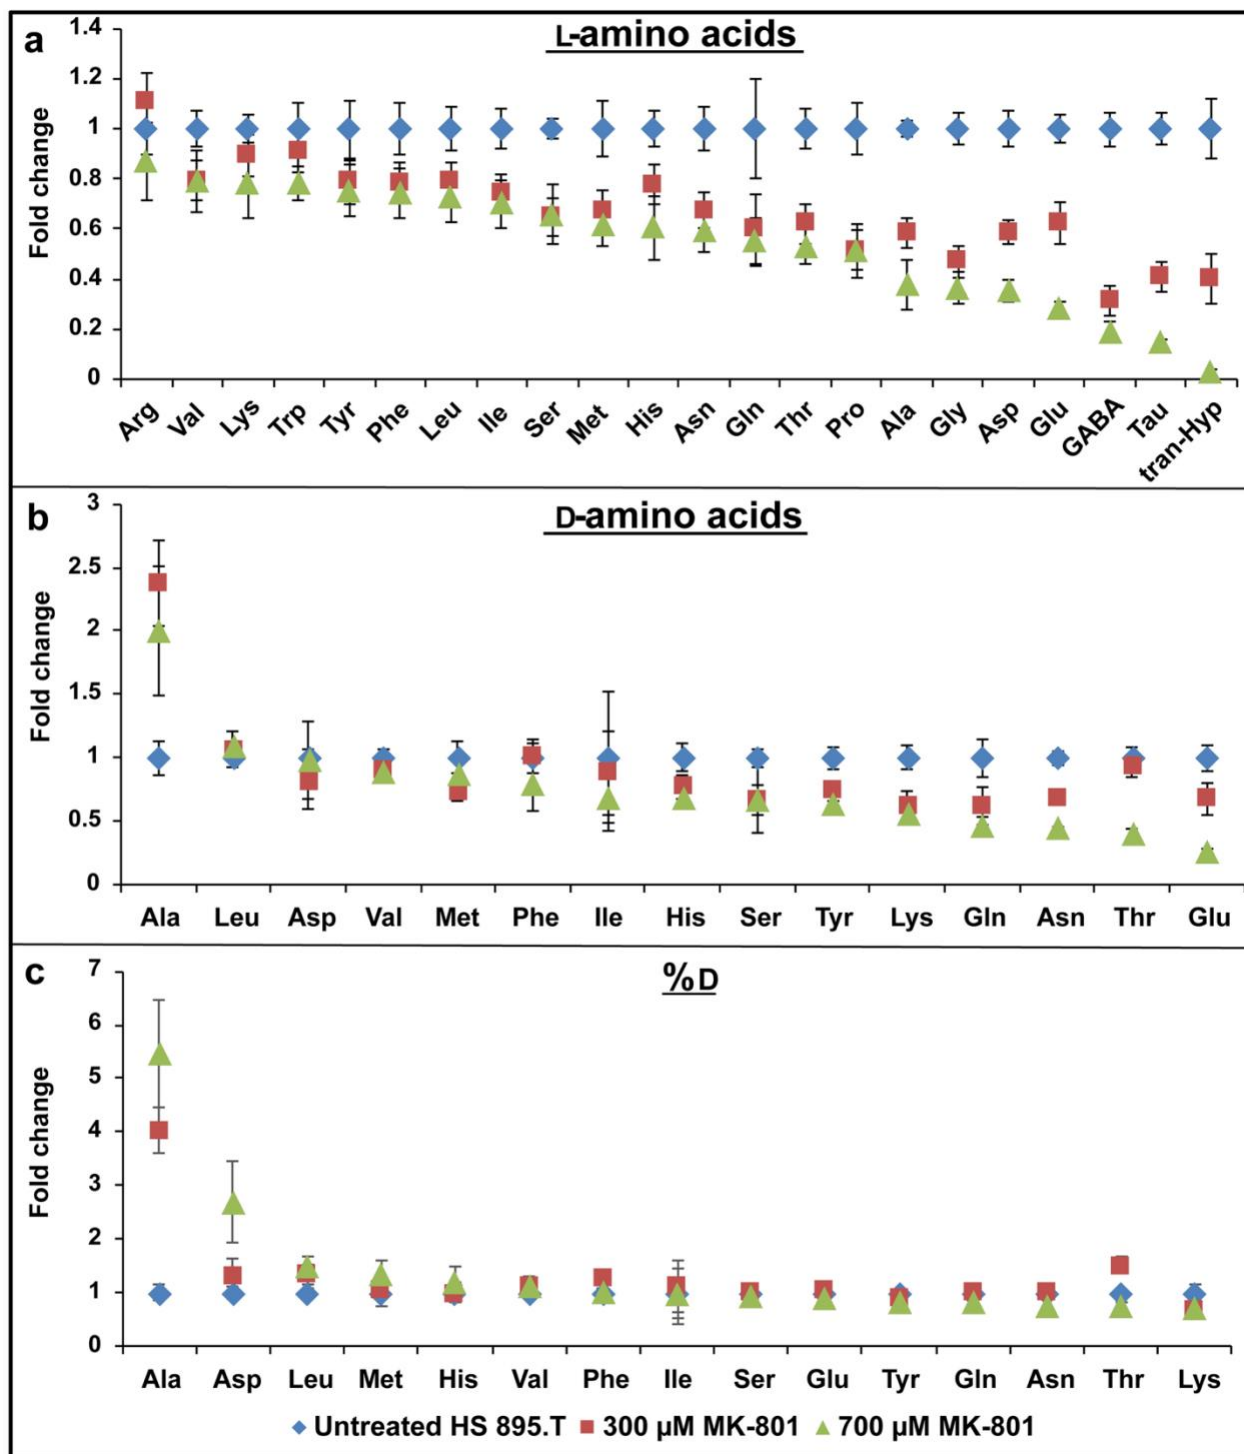 a
L-amino acids
Fold change
1.4
1.2
1
0.8
0.6
0.4
0.2
0
Arg Val Lys Trp Tyr Phe Leu Ile Ser Met His Asn Gln Thr Pro Ala Gly Asp Glu GABA Tau tran-Hyp
b
D-amino acids
Fold change
3
2.5
2
1.5
1
0.5
0
Ala Leu Asp Val Met Phe Ile His Ser Tyr Lys Gln Asn Thr Glu
c
%D
Fold change
7
6
5
4
3
2
1
0
Ala Asp Leu Met His Val Phe Ile Ser Glu Tyr Gln Asn Thr Lys
Untreated HS 895.T 300 µM MK-801 700 µM MK-801